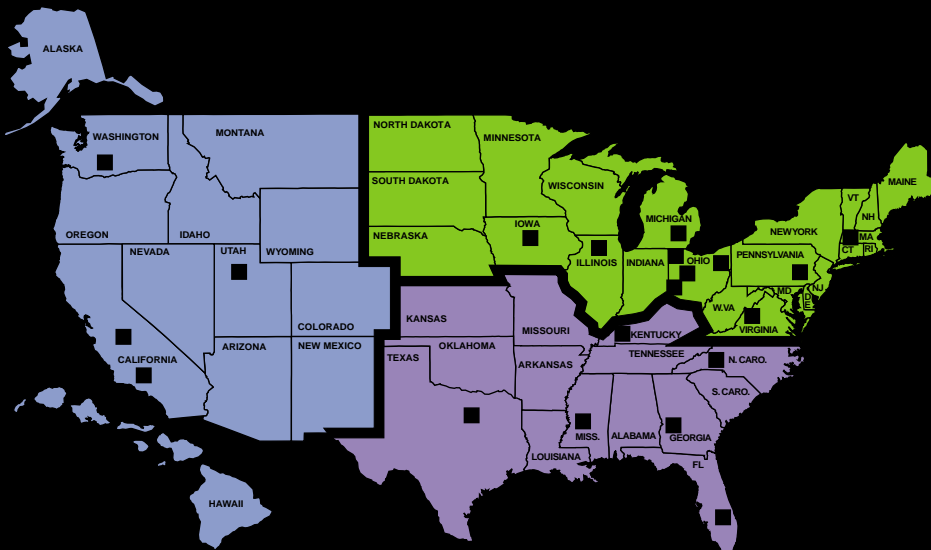 ALASKA
WASHINGTON
MONTANA
OREGON
IDAHO
WYOMING
NEVADA
UTAH
COLORADO
CALIFORNIA
ARIZONA
NEW MEXICO
HAWAII
NORTH DAKOTA
MINNESOTA
SOUTH DAKOTA
WISCONSIN
NEBRASKA
IOWA
MICHIGAN
ILLINOIS
INDIANA
OHIO
MAINE
VT
NH
NEWYORK
MA
CT
RI
PENNSYLVANIA
NJ
MD
D
E
W.VA
VIRGINIA
KANSAS
MISSOURI
KENTUCKY
TEXAS
OKLAHOMA
ARKANSAS
TENNESSEE
N. CARO.
S. CARO.
MISS.
ALABAMA
GEORGIA
LOUISIANA
FL